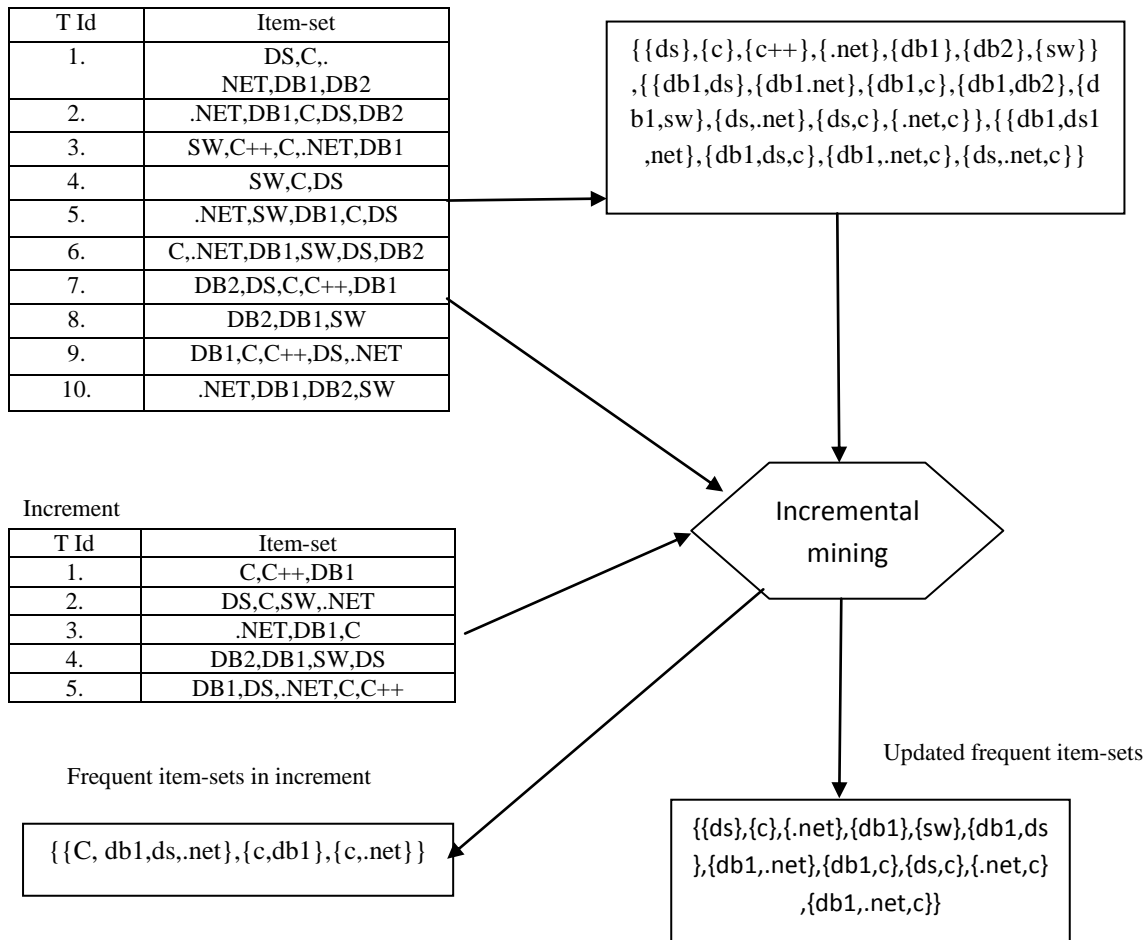 T Id Item-set
1. DS,C,.
NET,DB1,DB2
2. .NET,DB1,C,DS,DB2
3. SW,C++,C,.NET,DB1
4. SW,C,DS
5. .NET,SW,DB1,C,DS
6. C,.NET,DB1,SW,DS,DB2
7. DB2,DS,C,C++,DB1
8. DB2,DB1,SW
9. DB1,C,C++,DS,.NET
10. .NET,DB1,DB2,SW
{{ds},{c},{c++},{.net},{db1},{db2},{sw}}
,{{db1,ds},{db1.net},{db1,c},{db1,db2},{d
b1,sw},{ds,.net},{ds,c},{.net,c}},{{db1,ds1
,net},{db1,ds,c},{db1,.net,c},{ds,.net,c}}
Incremental
mining
Increment
T Id Item-set
1. C,C++,DB1
2. DS,C,SW,.NET
3. .NET,DB1,C
4. DB2,DB1,SW,DS
5. DB1,DS,.NET,C,C++
Frequent item-sets in increment
{{C, db1,ds,.net},{c,db1},{c,.net}}
Updated frequent item-sets
{{ds},{c},{.net},{db1},{sw},{db1,ds
},{db1,.net},{db1,c},{ds,c},{.net,c}
,{db1,.net,c}}